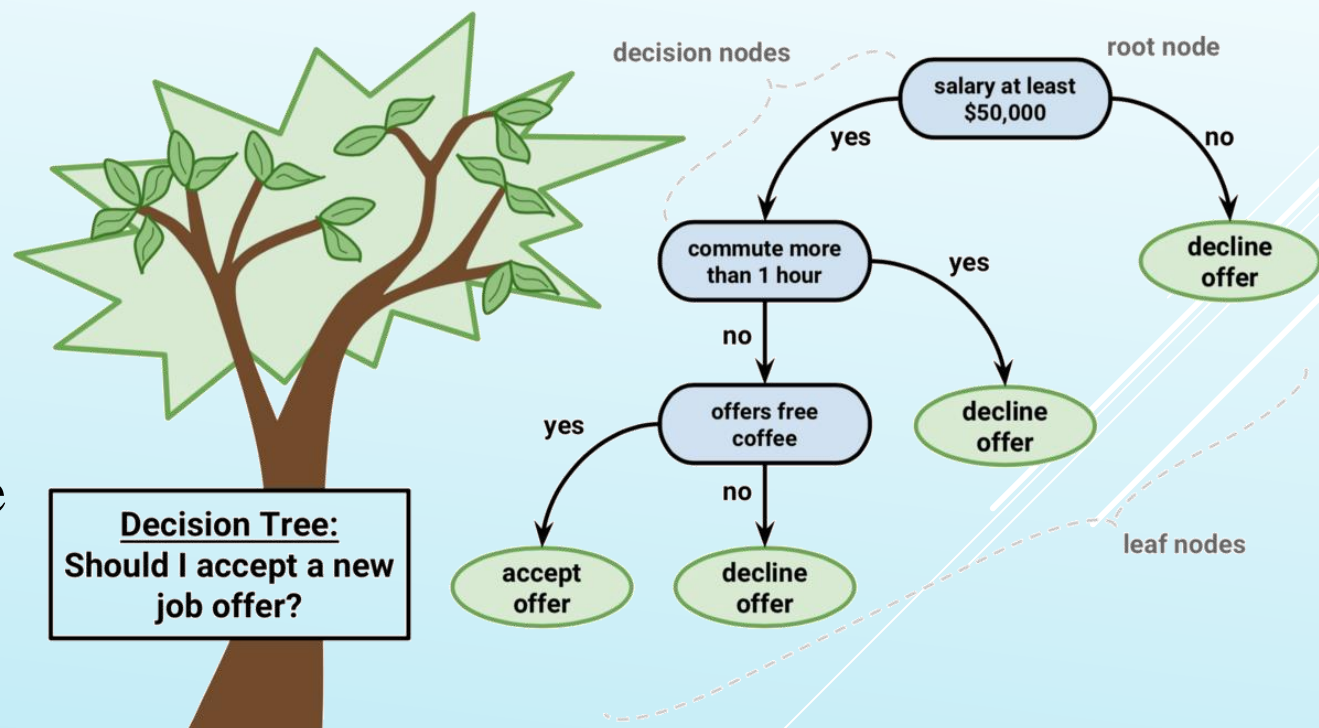 decision nodes
root node
salary at least
$50,000
yes
no
commute more
than 1 hour
yes
decline
offer
no
offers free
coffee
decline
offer
yes
no
e
Decision Tree:
Should I accept a new
job offer?
accept
offer
decline
offer
leaf nodes